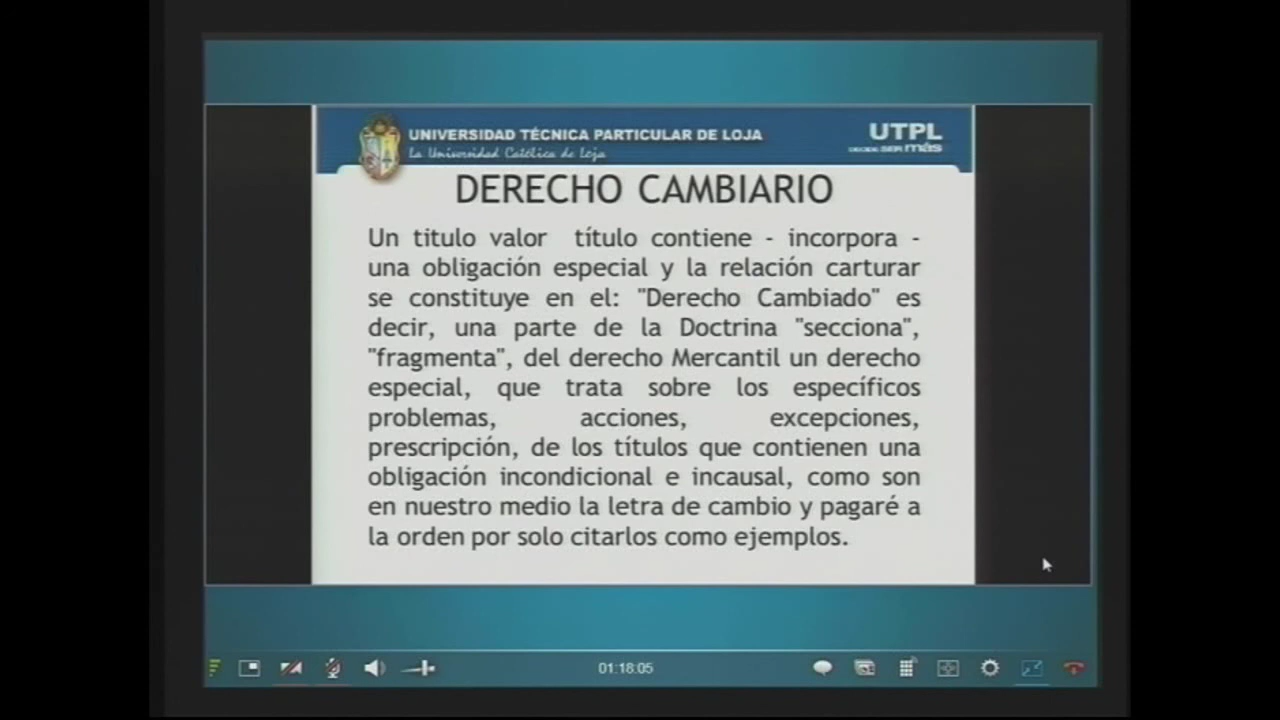 UNIVERSIDAD TÉCNICA PARTICULAR DE LOJA
La Universidad Católica de Loja
UTPL
DECIDE SER más
DERECHO CAMBIARIO
Un titulo valor título contiene - incorpora -
una obligación especial y la relación carturar
se constituye en el: "Derecho Cambiado" es
decir, una parte de la Doctrina "secciona",
"fragmenta", del derecho Mercantil un derecho
especial, que trata sobre los específicos
problemas, acciones, excepciones,
prescripción, de los títulos que contienen una
obligación incondicional e incausal, como son
en nuestro medio la letra de cambio y pagaré a
la orden por solo citarlos como ejemplos.
01:18:05